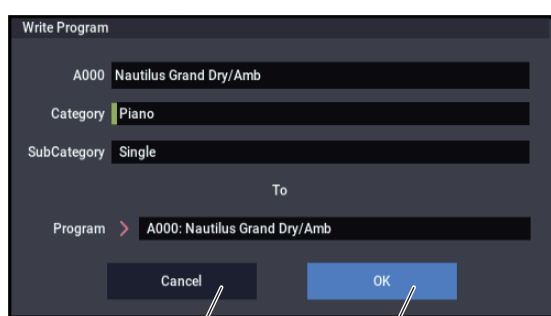 Write Program
A000 Nautilus Grand Dry/Amb
Category Piano
SubCategory Single
To
Program > A000: Nautilus Grand Dry/Amb
Cancel OK